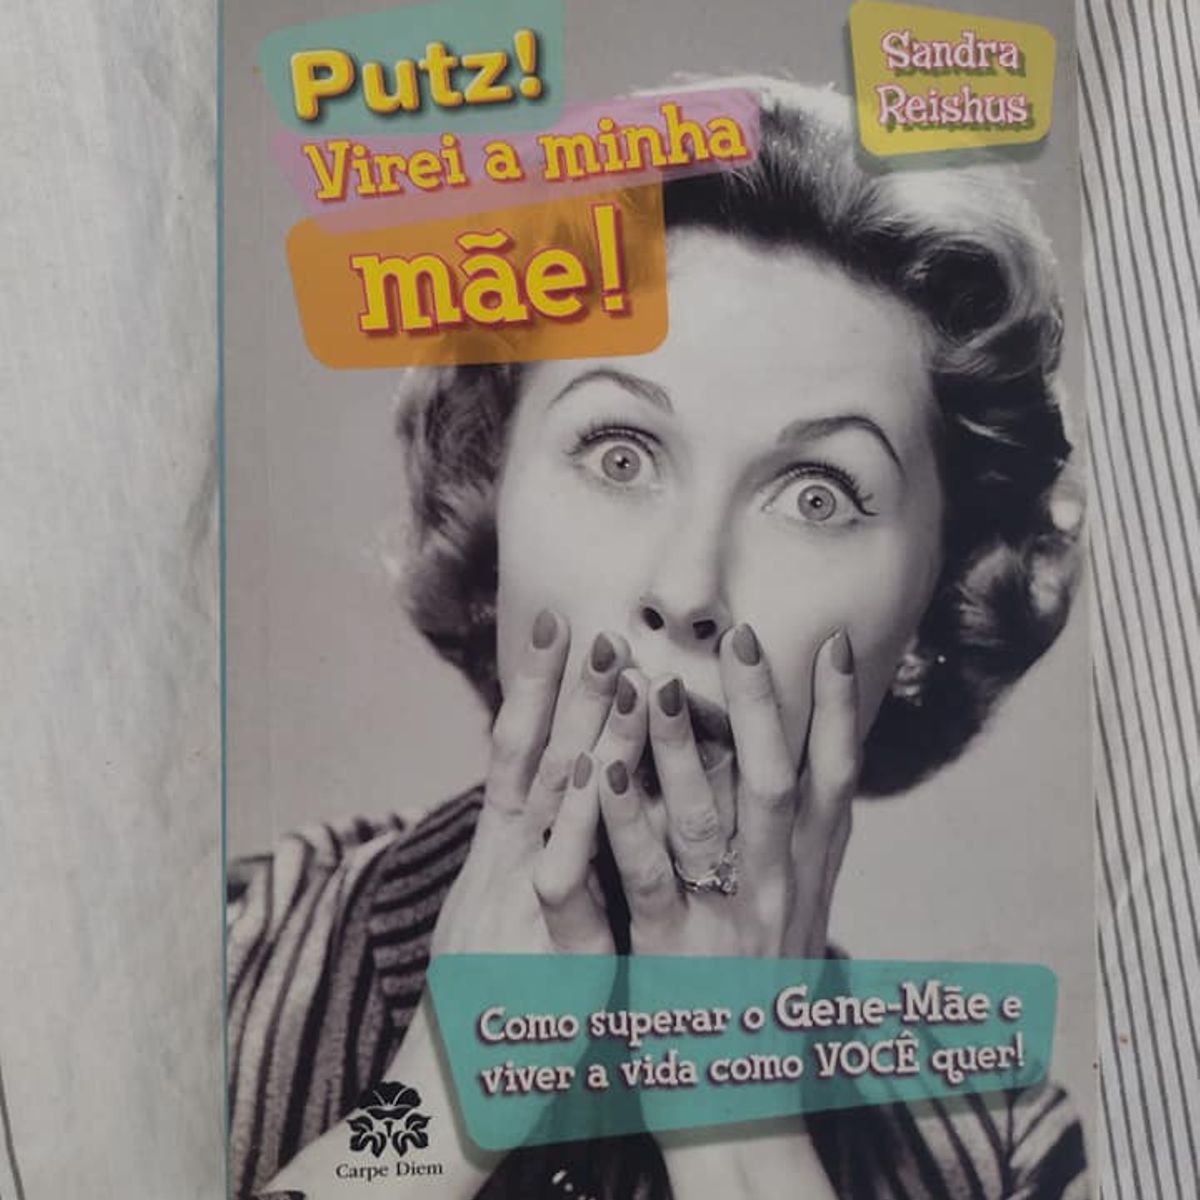 Putz!
Virei a minha
mãe!
Sandra
Reishus
Como superar o Gene-Mãe e
viver a vida como VOCÊ quer!
Carpe Diem